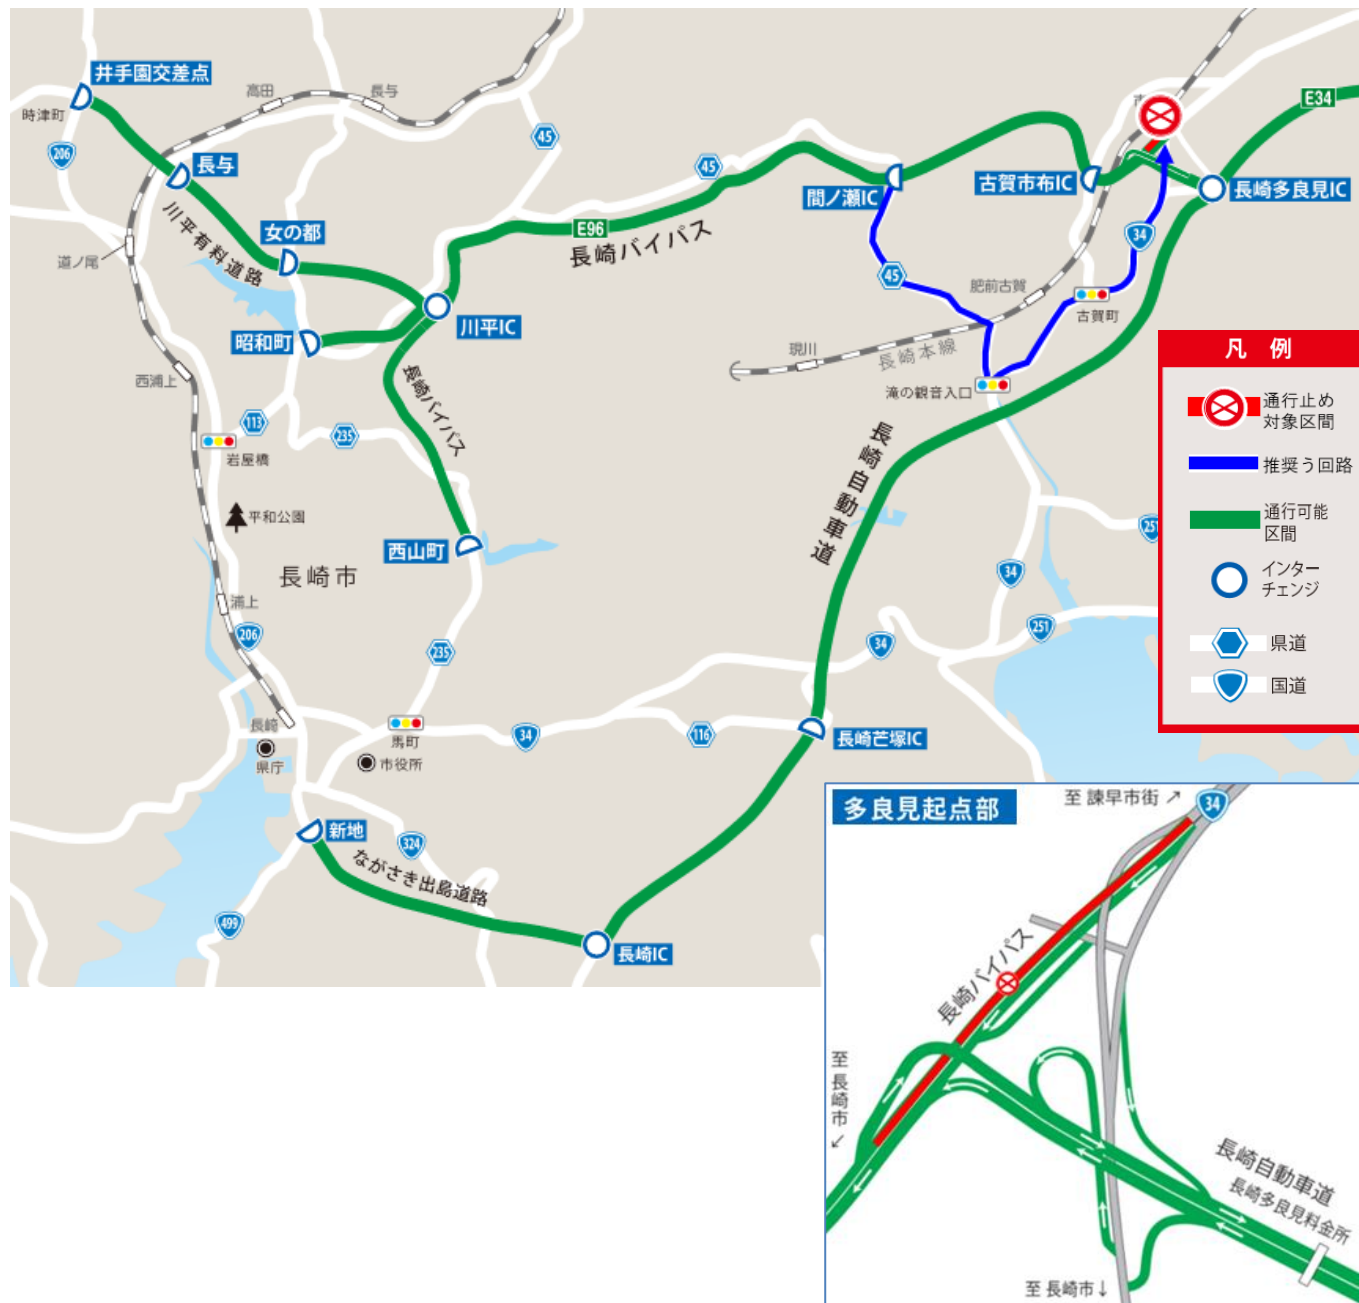 井手園交差点
時津町
206
長与
高田
長与
45
道ノ尾
川平有料道路
女の都
昭和町
川平IC
西浦上
113
235
岩屋橋
平和公園
長崎市
浦上
206
長崎バイパス
西山町
235
E96
長崎バイパス
45
間ノ瀬IC
古賀市布IC
市
E34
長崎多良見IC
34
45
肥前古賀
古賀町
現川
長崎本線
滝の観音入口
長崎自動車道
251
34
251
34
長崎
県庁
馬町
市役所
34
116
長崎芒塚IC
新地
324
ながさき出島道路
499
長崎IC
凡例
通行止め
対象区間
推奨う回路
通行可能
区間
インター
チェンジ
県道
国道
多良見起点部
至 諫早市街
34
長崎バイパス
至 長崎市
長崎自動車道
長崎多良見料金所
至 長崎市